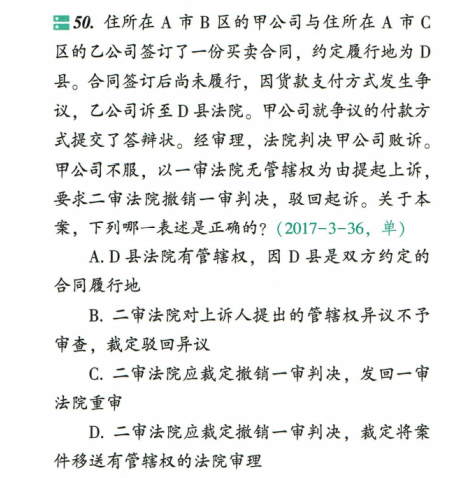 50. 住所在 A 市 B 区的甲公司与住所在 A 市 C
区的乙公司签订了一份买卖合同，约定履行地为 D
县。合同签订后尚未履行，因货款支付方式发生争
议，乙公司诉至 D 县法院。甲公司就争议的付款方
式提交了答辩状。经审理，法院判决甲公司败诉。
甲公司不服，以一审法院无管辖权为由提起上诉，
要求二审法院撤销一审判决，驳回起诉。关于本
案，下列哪一表述是正确的？（2017-3-36，单）
A. D 县法院有管辖权，因 D 县是双方约定的
合同履行地
B. 二审法院对上诉人提出的管辖权异议不予
审查，裁定驳回异议
C. 二审法院应裁定撤销一审判决，发回一审
法院重审
D. 二审法院应裁定撤销一审判决，裁定将案
件移送有管辖权的法院审理